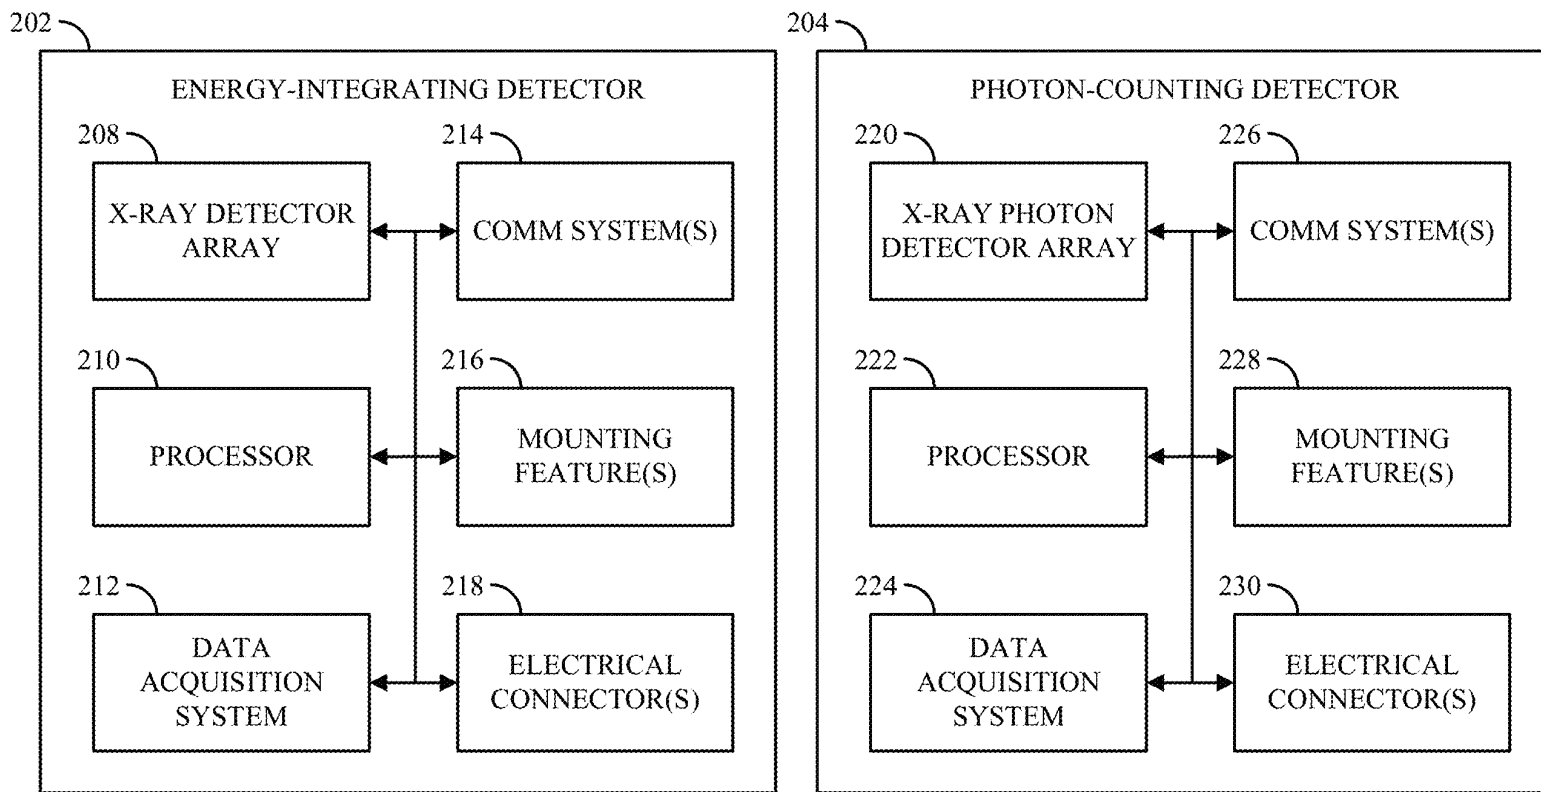 202
ENERGY-INTEGRATING DETECTOR
208
X-RAY DETECTOR
ARRAY
214
COMM SYSTEM(S)
210
PROCESSOR
216
MOUNTING
FEATURE(S)
212
DATA
ACQUISITION
SYSTEM
218
ELECTRICAL
CONNECTOR(S)
204
PHOTON-COUNTING DETECTOR
220
X-RAY PHOTON
DETECTOR ARRAY
226
COMM SYSTEM(S)
222
PROCESSOR
228
MOUNTING
FEATURE(S)
224
DATA
ACQUISITION
SYSTEM
230
ELECTRICAL
CONNECTOR(S)